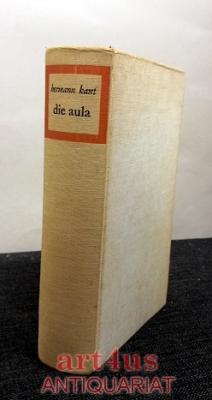 hermann kant
die aula
art4us
ANTIQUARIAT